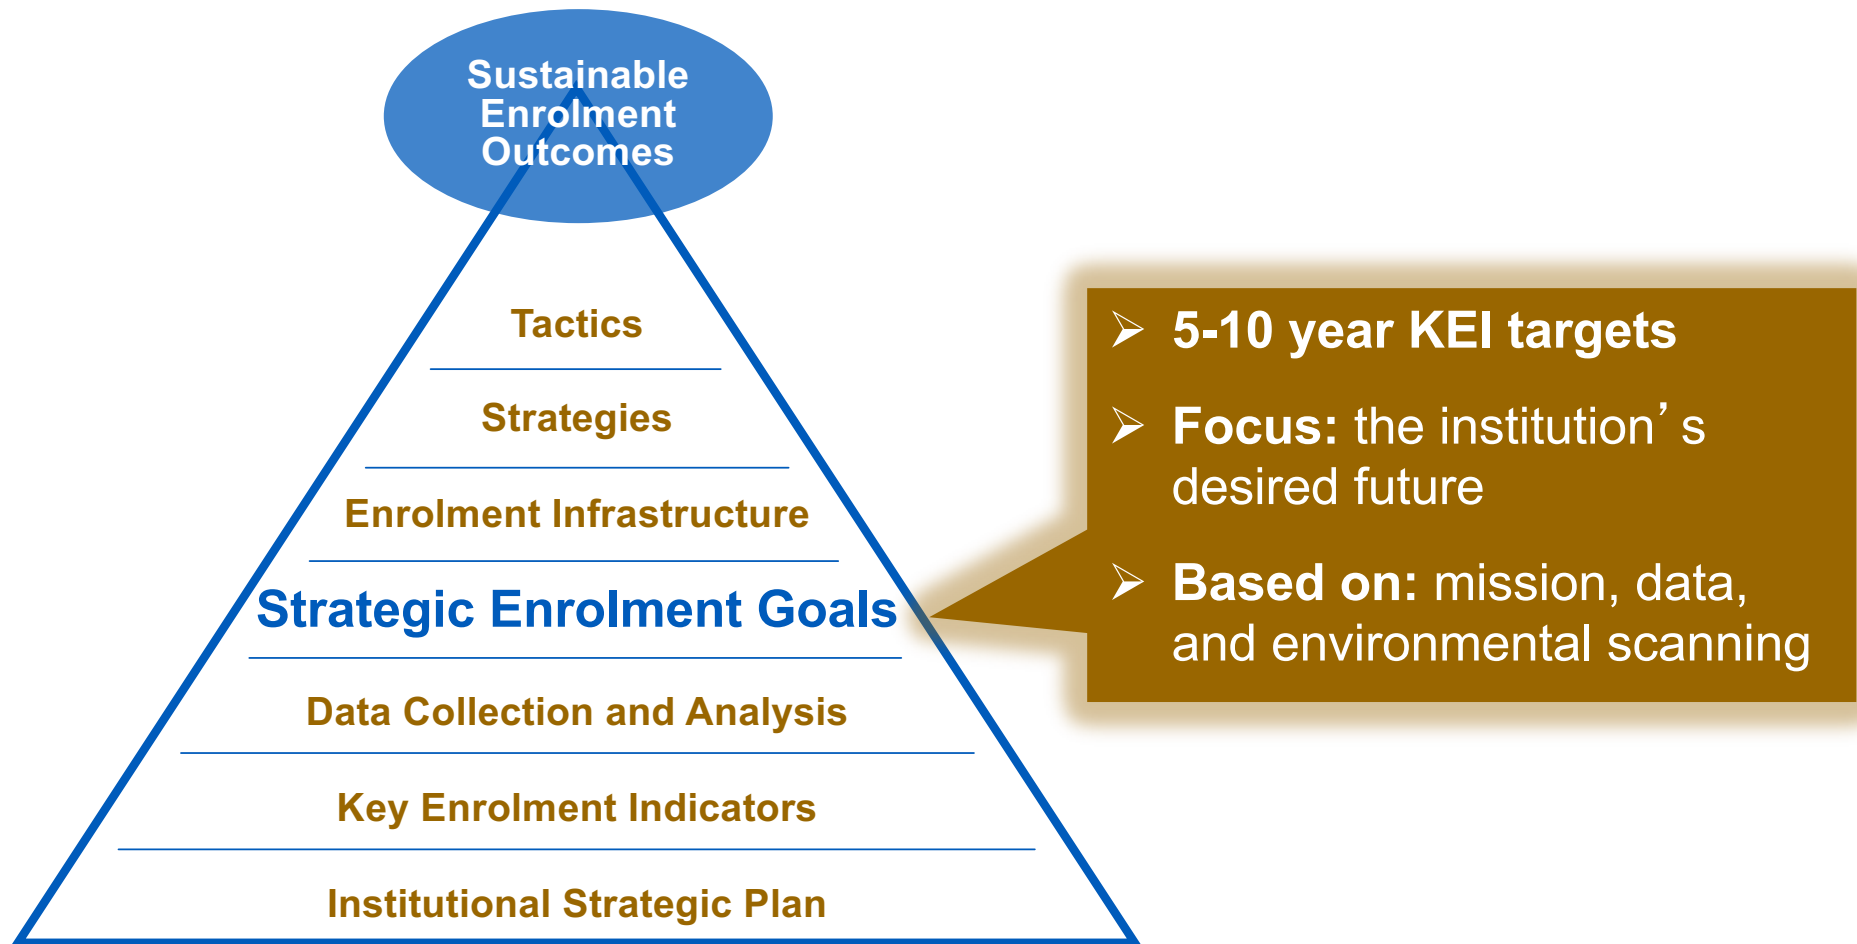 Sustainable
Enrolment
Outcomes
Tactics
Strategies
Enrolment Infrastructure
Strategic Enrolment Goals
Data Collection and Analysis
Key Enrolment Indicators
Institutional Strategic Plan
➢ 5-10 year KEI targets
➢ Focus: the institution’s
desired future
➢ Based on: mission, data,
and environmental scanning